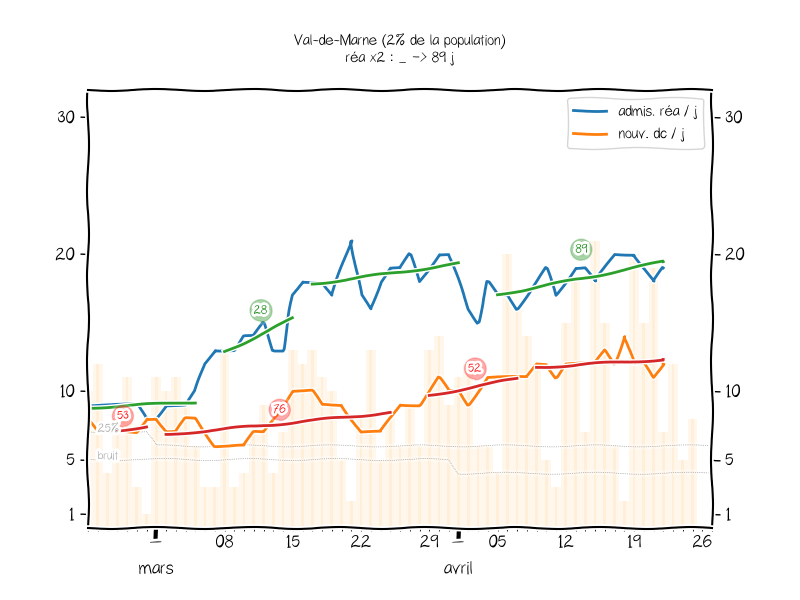 Val-de-Marne (2% de la population)
réa x2 : _ -> 89 j
admis. réa / j
nouv. dc / j
30
30
20
20
10
10
5
5
1
1
89
28
52
76
53
25%
bruit
08 15 22 29 05 12 19 26
mars avril